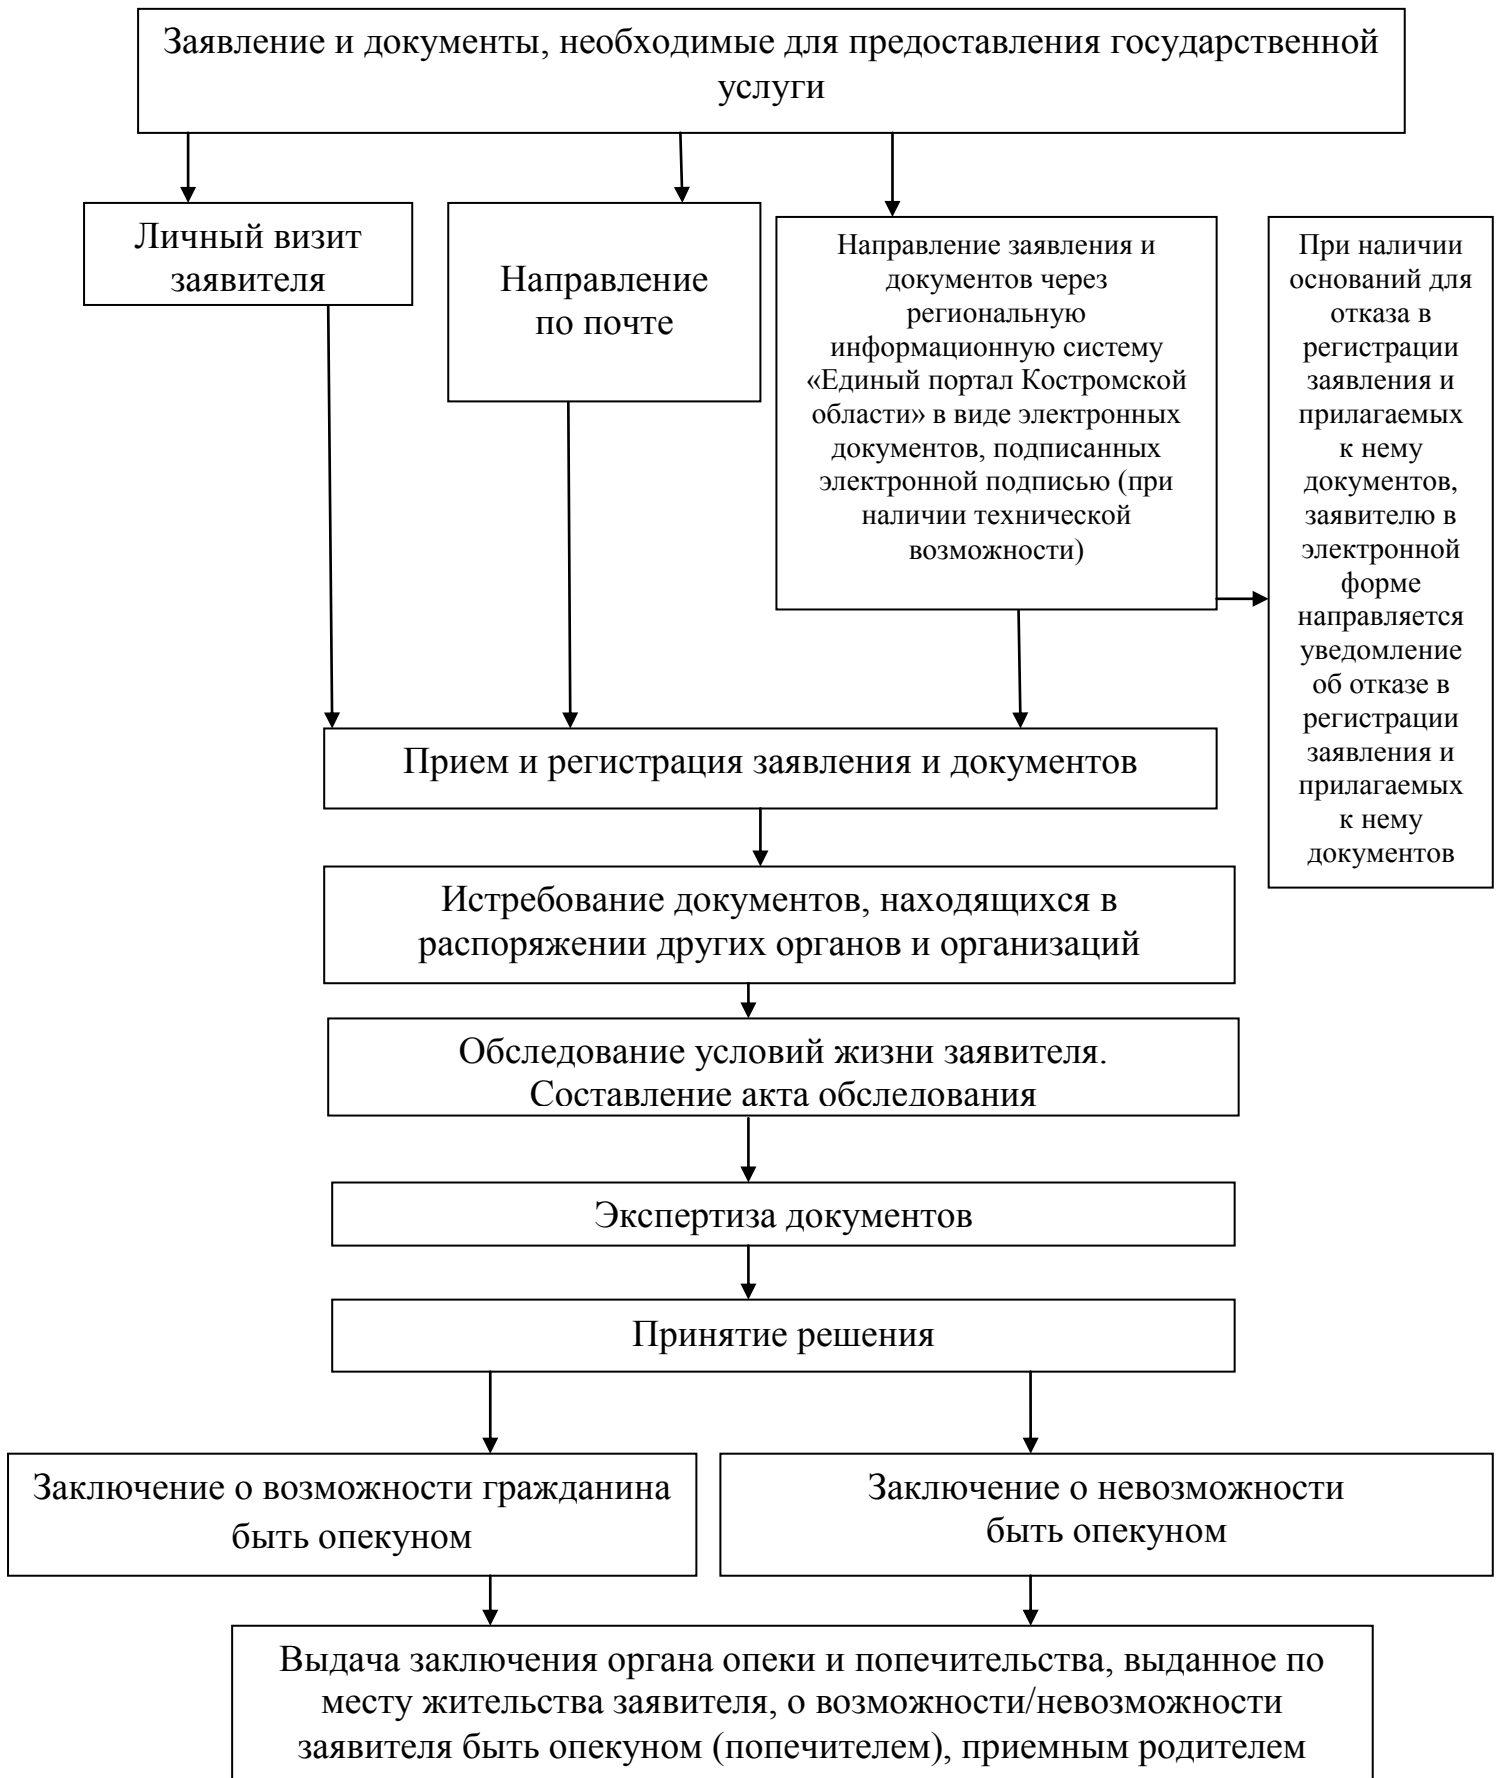 Заявление и документы, необходимые для предоставления государственной
услуги
Личный визит
заявителя
Направление
по почте
Направление заявления и
документов через
региональную
информационную систему
«Единый портал Костромской
области» в виде электронных
документов, подписанных
электронной подписью (при
наличии технической
возможности)
При наличии
оснований для
отказа в
регистрации
заявления и
прилагаемых
к нему
документов,
заявителю в
электронной
форме
направляется
уведомление
об отказе в
регистрации
заявления и
прилагаемых
к нему
документов
Прием и регистрация заявления и документов
Истребование документов, находящихся в
распоряжении других органов и организаций
Обследование условий жизни заявителя.
Составление акта обследования
Экспертиза документов
Принятие решения
Заключение о возможности гражданина
быть опекуном
Заключение о невозможности
быть опекуном
Выдача заключения органа опеки и попечительства, выданное по
месту жительства заявителя, о возможности/невозможности
заявителя быть опекуном (попечителем), приемным родителем